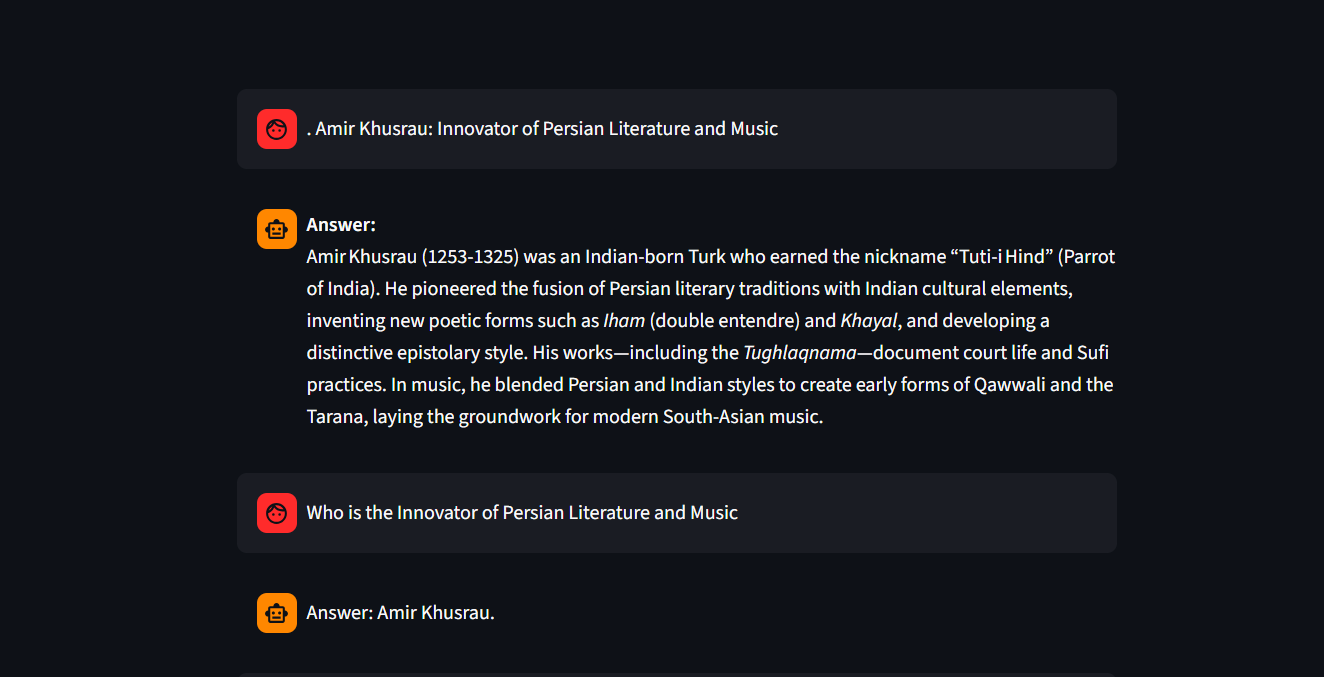 . Amir Khusrau: Innovator of Persian Literature and Music
Answer:
Amir Khusrau (1253-1325) was an Indian-born Turk who earned the nickname “Tuti-i Hind” (Parrot
of India). He pioneered the fusion of Persian literary traditions with Indian cultural elements,
inventing new poetic forms such as Iham (double entendre) and Khayal, and developing a
distinctive epistolary style. His works—including the Tughlaqnama—document court life and Sufi
practices. In music, he blended Persian and Indian styles to create early forms of Qawwali and the
Tarana, laying the groundwork for modern South-Asian music.
Who is the Innovator of Persian Literature and Music
Answer: Amir Khusrau.